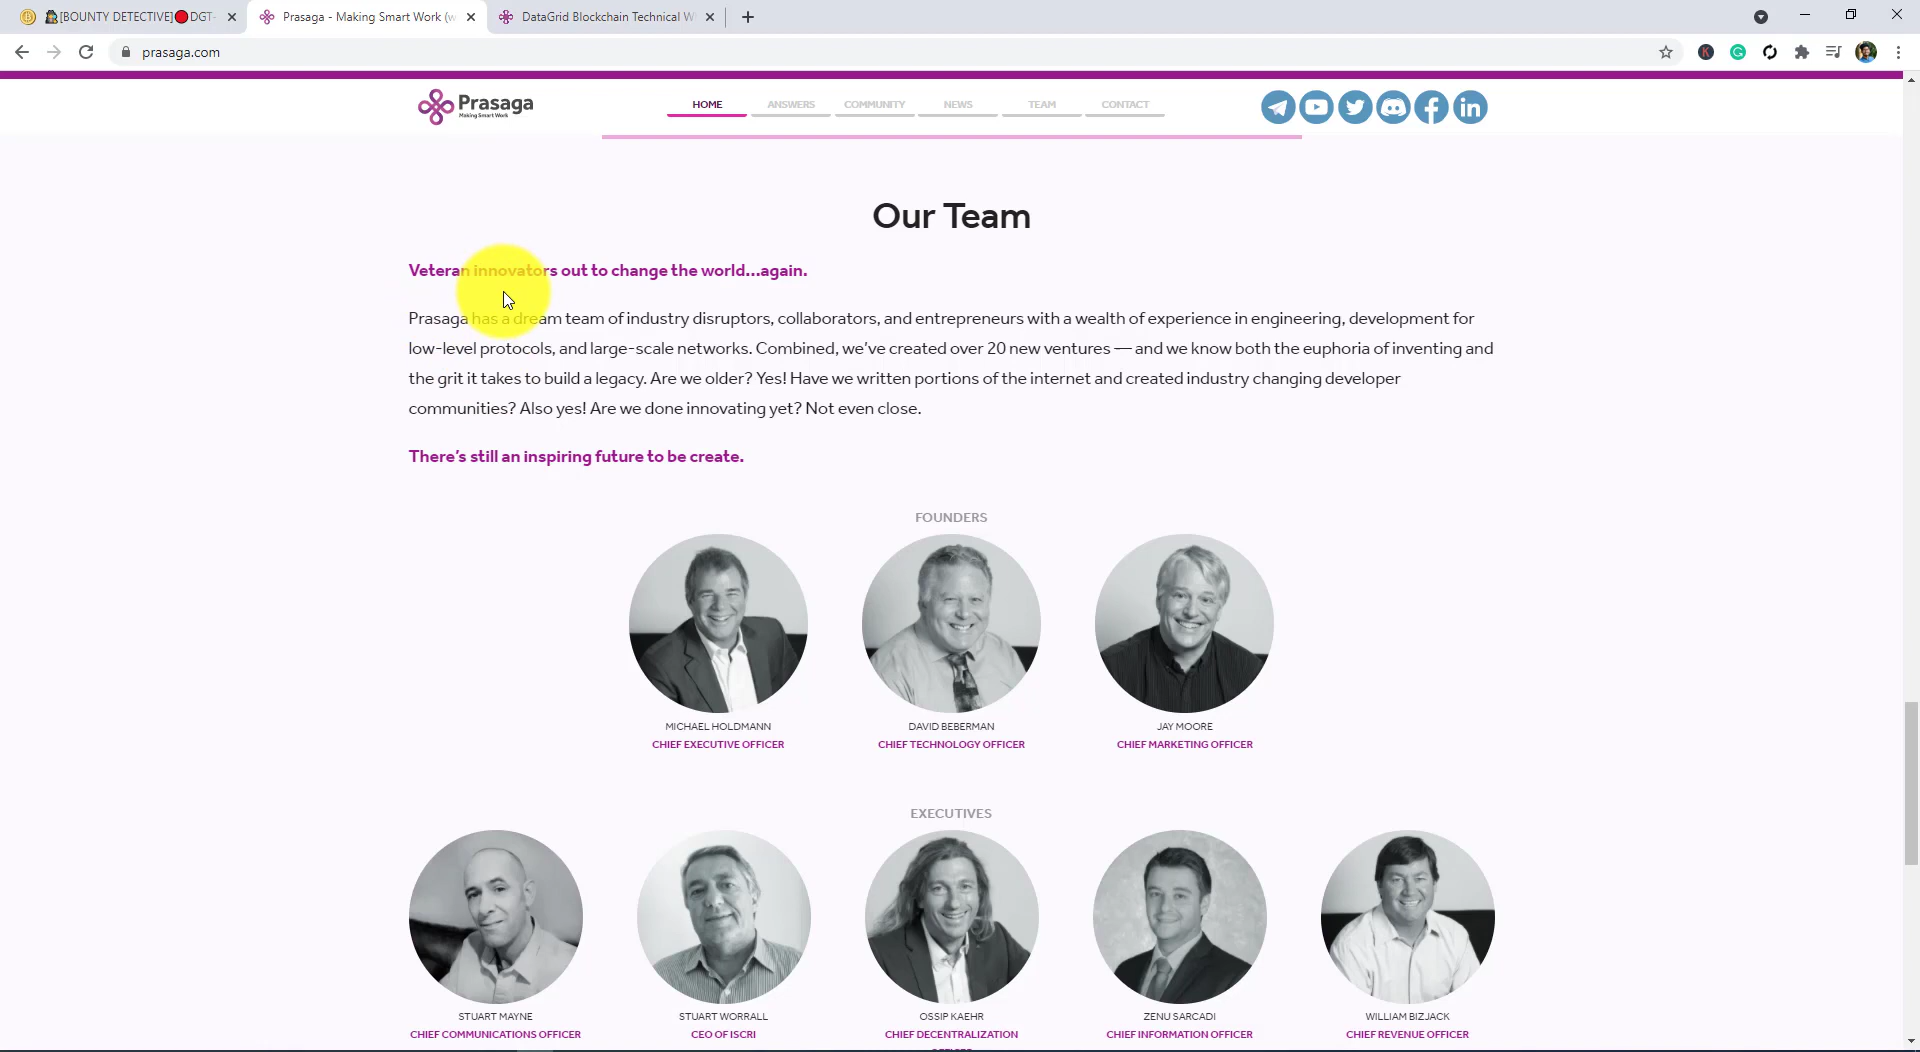 [BOUNTY DETECTIVE]🔴DGT-
Prasaga - Making Smart Work (w
DataGrid Blockchain Technical W
prasaga.com
Prasaga
Making Smart Work
HOME
ANSWERS
COMMUNITY
NEWS
TEAM
CONTACT
Our Team
Veteran innovators out to change the world...again.
Prasaga has a dream team of industry disruptors, collaborators, and entrepreneurs with a wealth of experience in engineering, development for
low-level protocols, and large-scale networks. Combined, we've created over 20 new ventures — and we know both the euphoria of inventing and
the grit it takes to build a legacy. Are we older? Yes! Have we written portions of the internet and created industry changing developer
communities? Also yes! Are we done innovating yet? Not even close.
There's still an inspiring future to be create.
FOUNDERS
MICHAEL HOLDMANN
CHIEF EXECUTIVE OFFICER
DAVID BEBERMAN
CHIEF TECHNOLOGY OFFICER
JAY MOORE
CHIEF MARKETING OFFICER
EXECUTIVES
STUART MAYNE
CHIEF COMMUNICATIONS OFFICER
STUART WORRALL
CEO OF ISCRI
OSSIP KAEHR
CHIEF DECENTRALIZATION
ZENU SARCADI
CHIEF INFORMATION OFFICER
WILLIAM BIZJACK
CHIEF REVENUE OFFICER